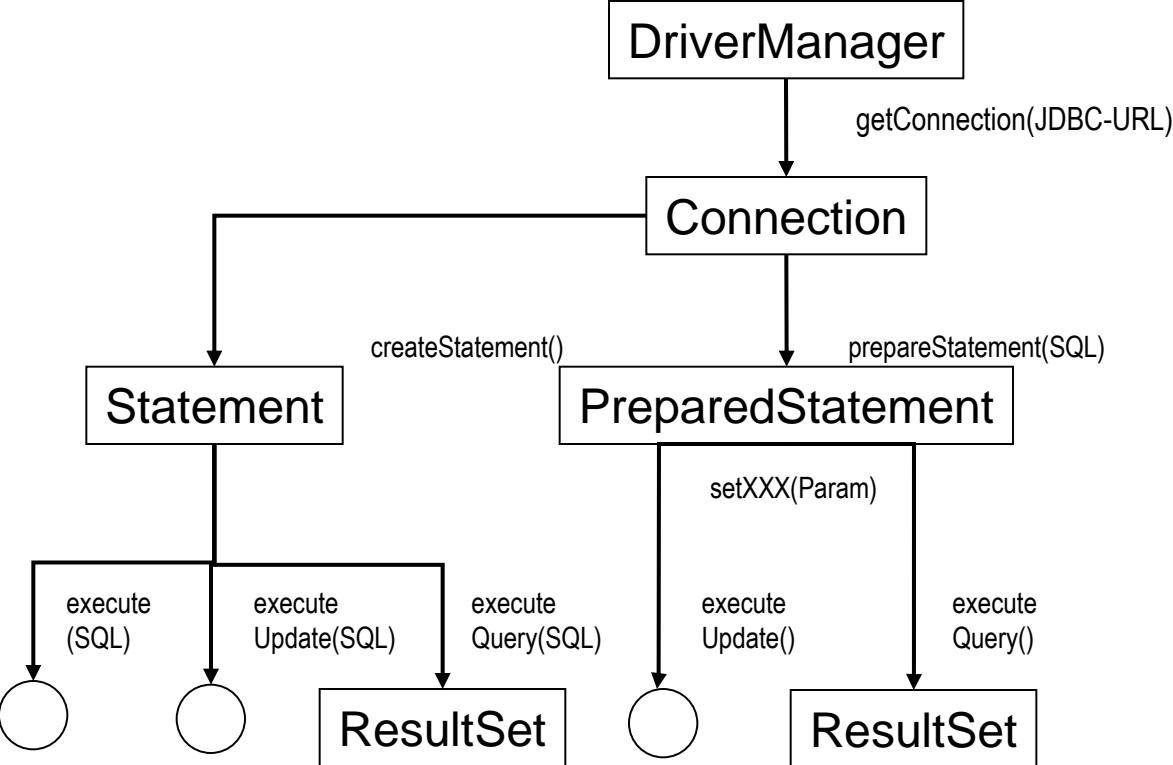 DriverManager
getConnection(JDBC-URL)
Connection
createStatement()
prepareStatement(SQL)
Statement
PreparedStatement
setXXX(Param)
execute
(SQL)
execute
Update(SQL)
execute
Query(SQL)
execute
Update()
execute
Query()
ResultSet
ResultSet